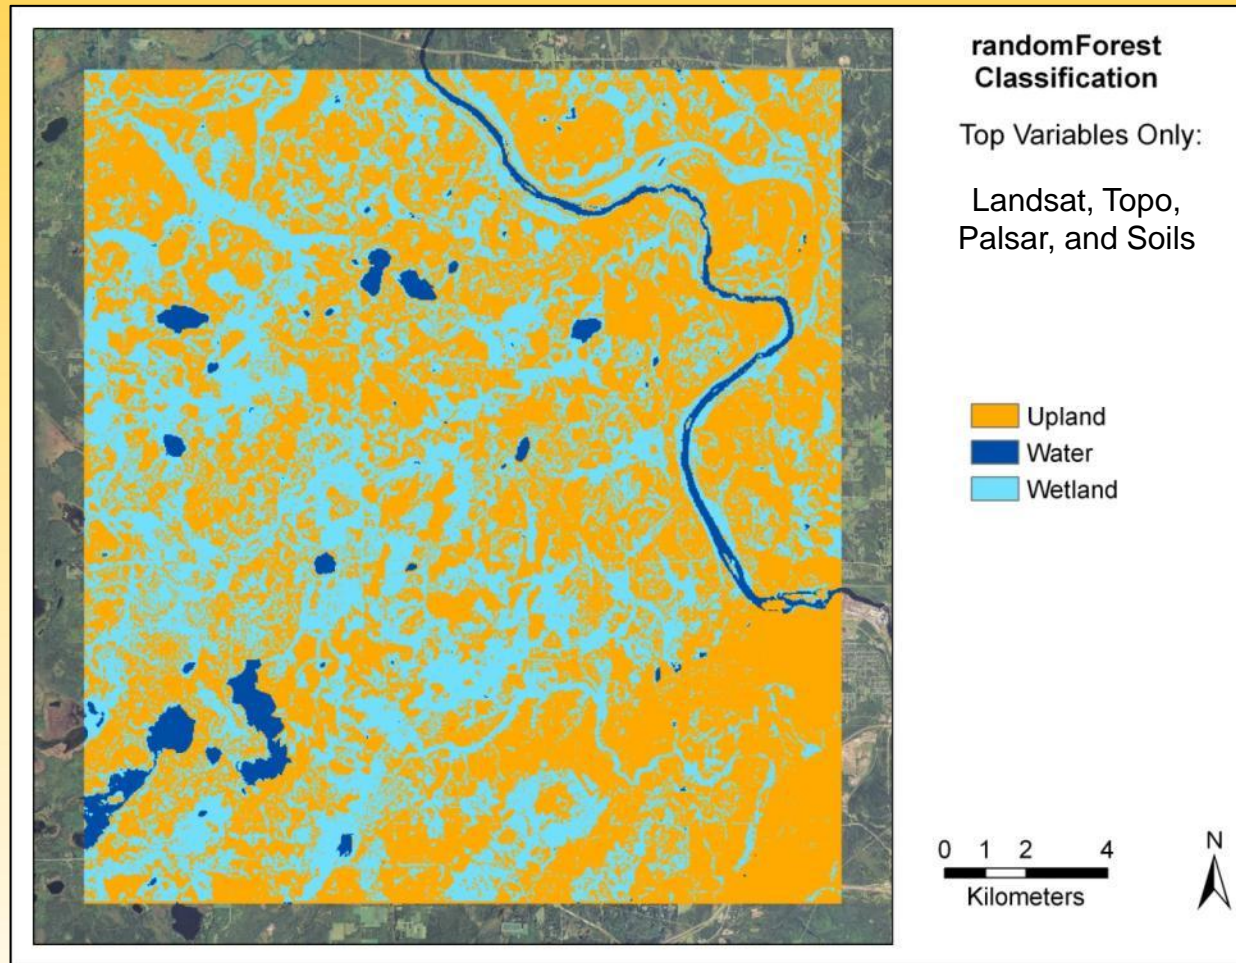 randomForest
Classification
Top Variables Only:
Landsat, Topo,
Palsar, and Soils
Upland
Water
Wetland
0 1 2 4
Kilometers
N